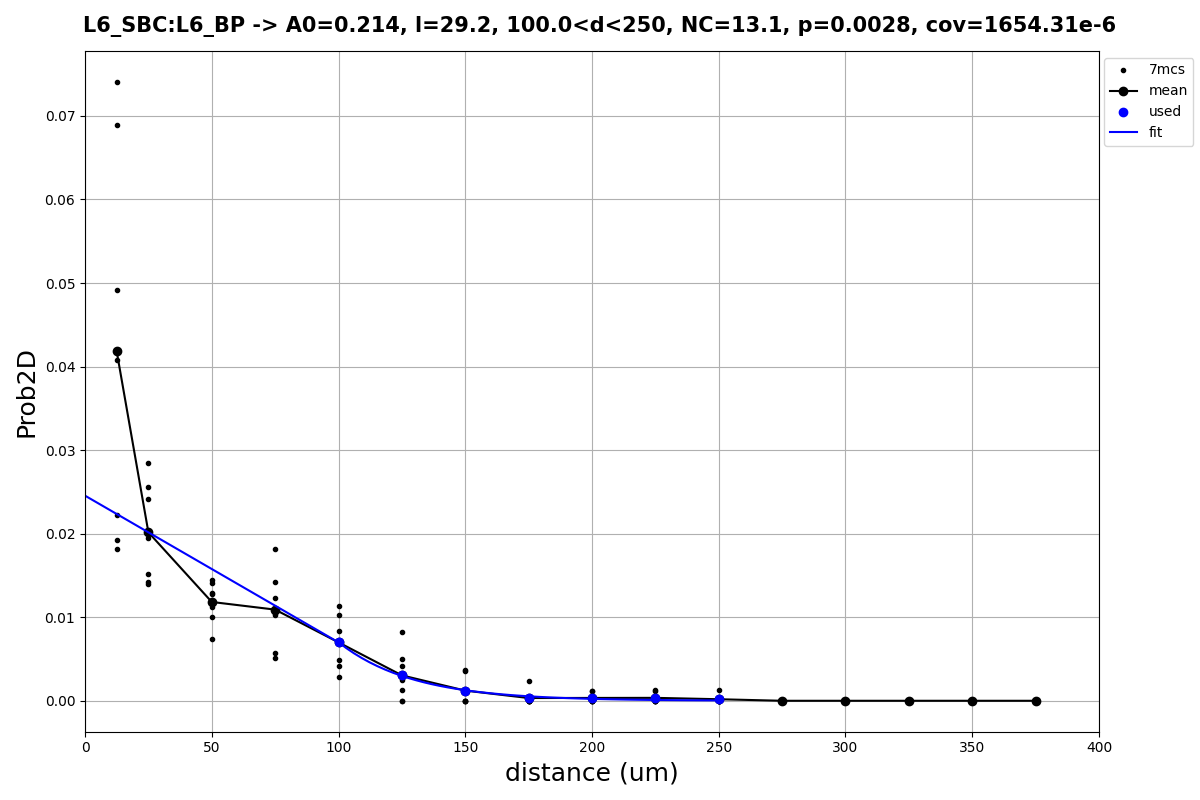 L6_SBC:L6_BP -> A0=0.214, l=29.2, 100.0<d<250, NC=13.1, p=0.0028, cov=1654.31e-6
7mcs
mean
used
fit
0.07
0.06
0.05
0.04
0.03
0.02
0.01
0.00
Prob2D
0 50 100 150 200 250 300 350 400
distance (um)